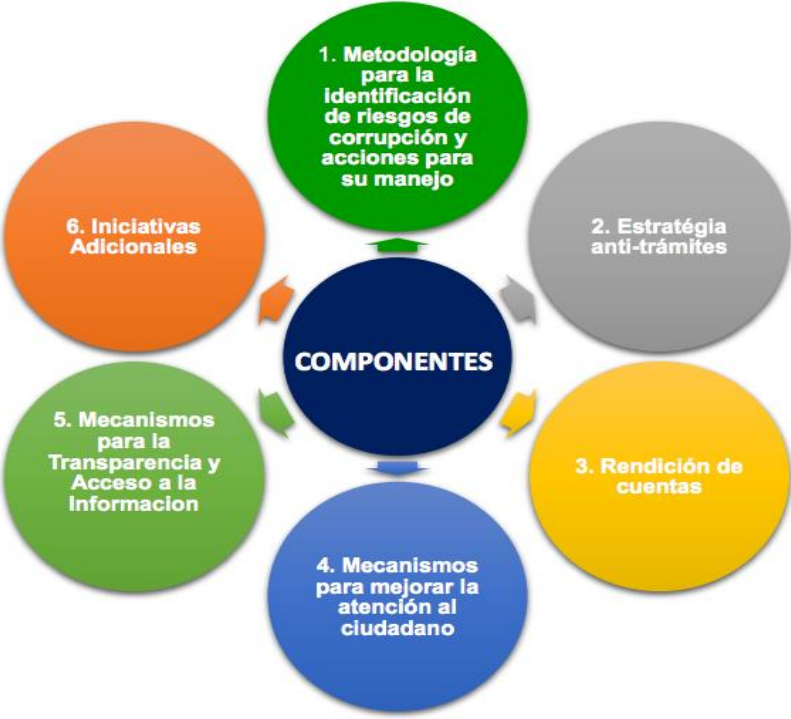 1. Metodología
para la
identificación
de riesgos de
corrupción y
acciones para
su manejo
2. Estratégia
anti-trámites
3. Rendición de
cuentas
4. Mecanismos
para mejorar la
atención al
ciudadano
5. Mecanismos
para la
Transparencia y
Acceso a la
Informacion
6. Iniciativas
Adicionales
COMPONENTES